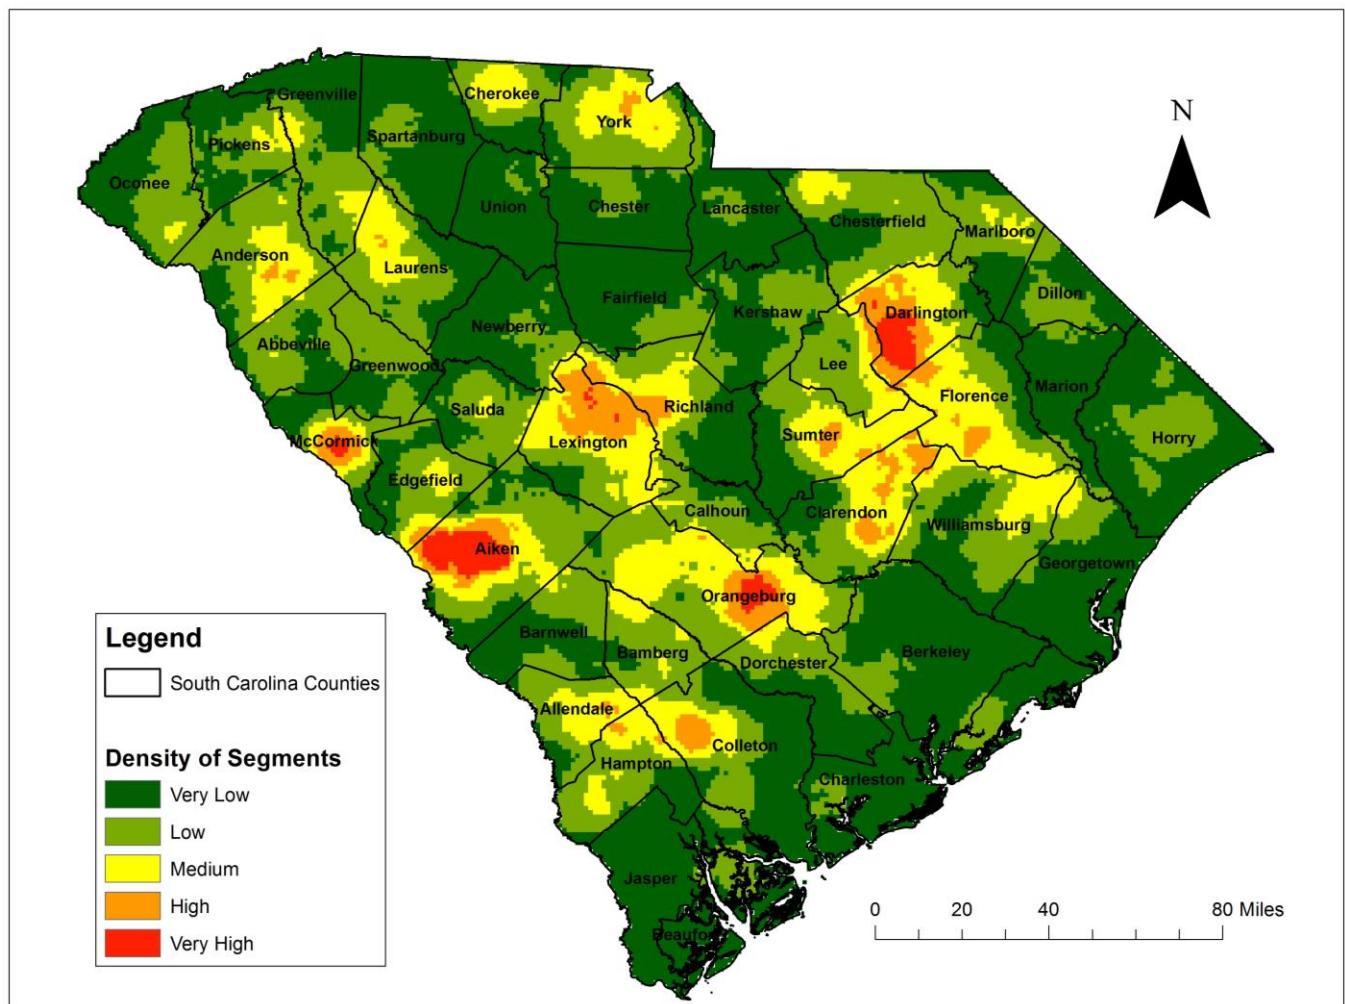 N
Greenville
Cherokee
York
Spartanburg
Pickens
Oconee
Union
Chester
Lancaster
Chesterfield
Marlboro
Anderson
Laurens
Fairfield
Kershaw
Darlington
Dillon
Newberry
Abbeville
Greenwood
Lee
Marion
Florence
Saluda
Richland
Sumter
Horry
McCormick
Lexington
Edgefield
Calhoun
Clarendon
Williamsburg
Aiken
Georgetown
Orangeburg
Barnwell
Bamberg
Dorchester
Berkeley
Allendale
Colleton
Hampton
Charleston
Jasper
Legend
South Carolina Counties
Density of Segments
Very Low
Low
Medium
High
Very High
0 20 40 80 Miles